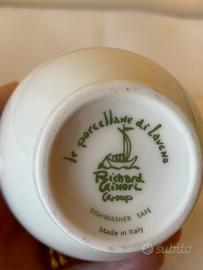 le porcellane di laveno
Richard
Ginori
Group
DISHWASHER SAFE
Made in Italy
subito